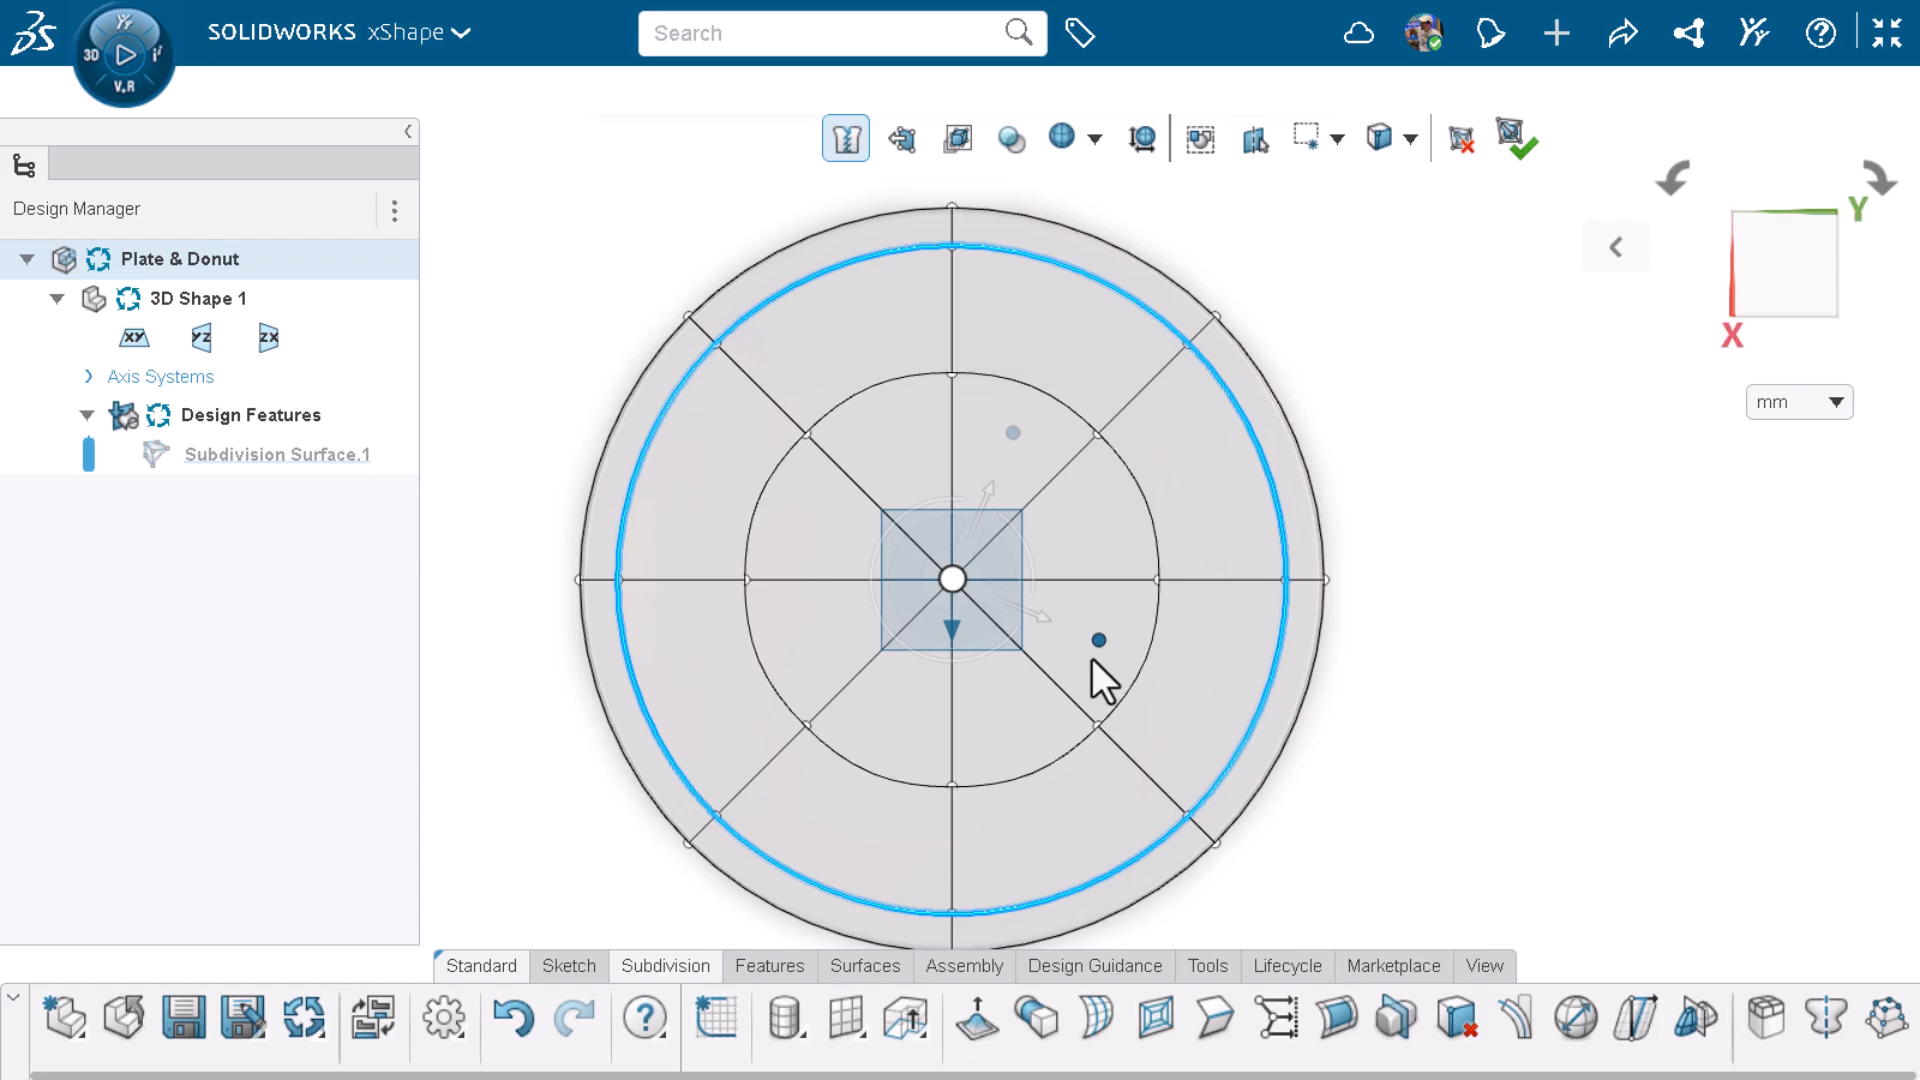 3D
V.R
SOLIDWORKS xShape
Search
Design Manager
Plate & Donut
3D Shape 1
XY
YZ
ZX
Axis Systems
Design Features
Subdivision Surface.1
Y
X
mm
Standard
Sketch
Subdivision
Features
Surfaces
Assembly
Design Guidance
Tools
Lifecycle
Marketplace
View